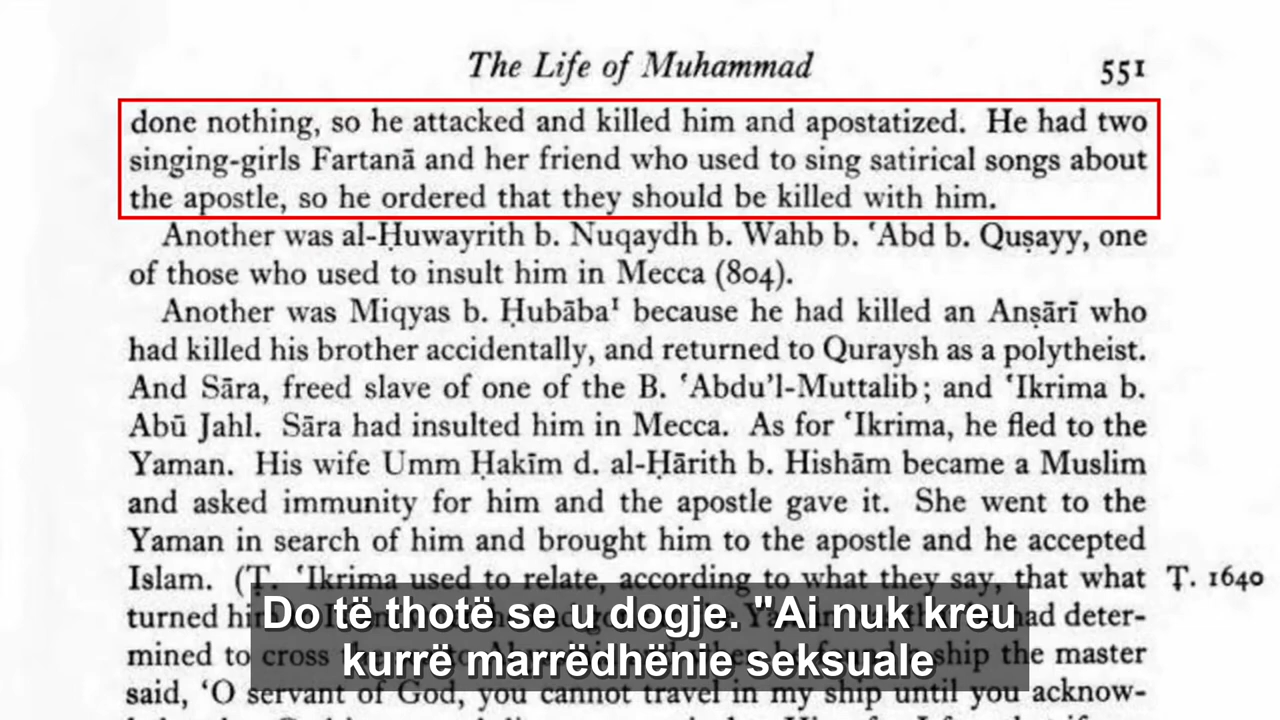 The Life of Muhammad 551
done nothing, so he attacked and killed him and apostatized. He had two
singing-girls Fartanā and her friend who used to sing satirical songs about
the apostle, so he ordered that they should be killed with him.
Another was al-Ḥuwayrith b. Nuqaydh b. Wahb b. ‘Abd b. Quṣayy, one
of those who used to insult him in Mecca (804).
Another was Miqyas b. Ḥubāba¹ because he had killed an Anṣārī who
had killed his brother accidentally, and returned to Quraysh as a polytheist.
And Sāra, freed slave of one of the B. ‘Abdu’l-Muttalib; and ‘Ikrima b.
Abū Jahl. Sāra had insulted him in Mecca. As for ‘Ikrima, he fled to the
Yaman. His wife Umm Ḥakīm d. al-Ḥārith b. Hishām became a Muslim
and asked immunity for him and the apostle gave it. She went to the
Yaman in search of him and brought him to the apostle and he accepted
Islam. (Ṭ. ‘Ikrima used to relate, according to what they say, that what Ṭ. 1640
turned had deter-
mined to cross ship the master
said, ‘O servant of God, you cannot travel in my ship until you acknow-
Do të thotë se u dogje. "Ai nuk kreu
kurrë marrëdhënie seksuale